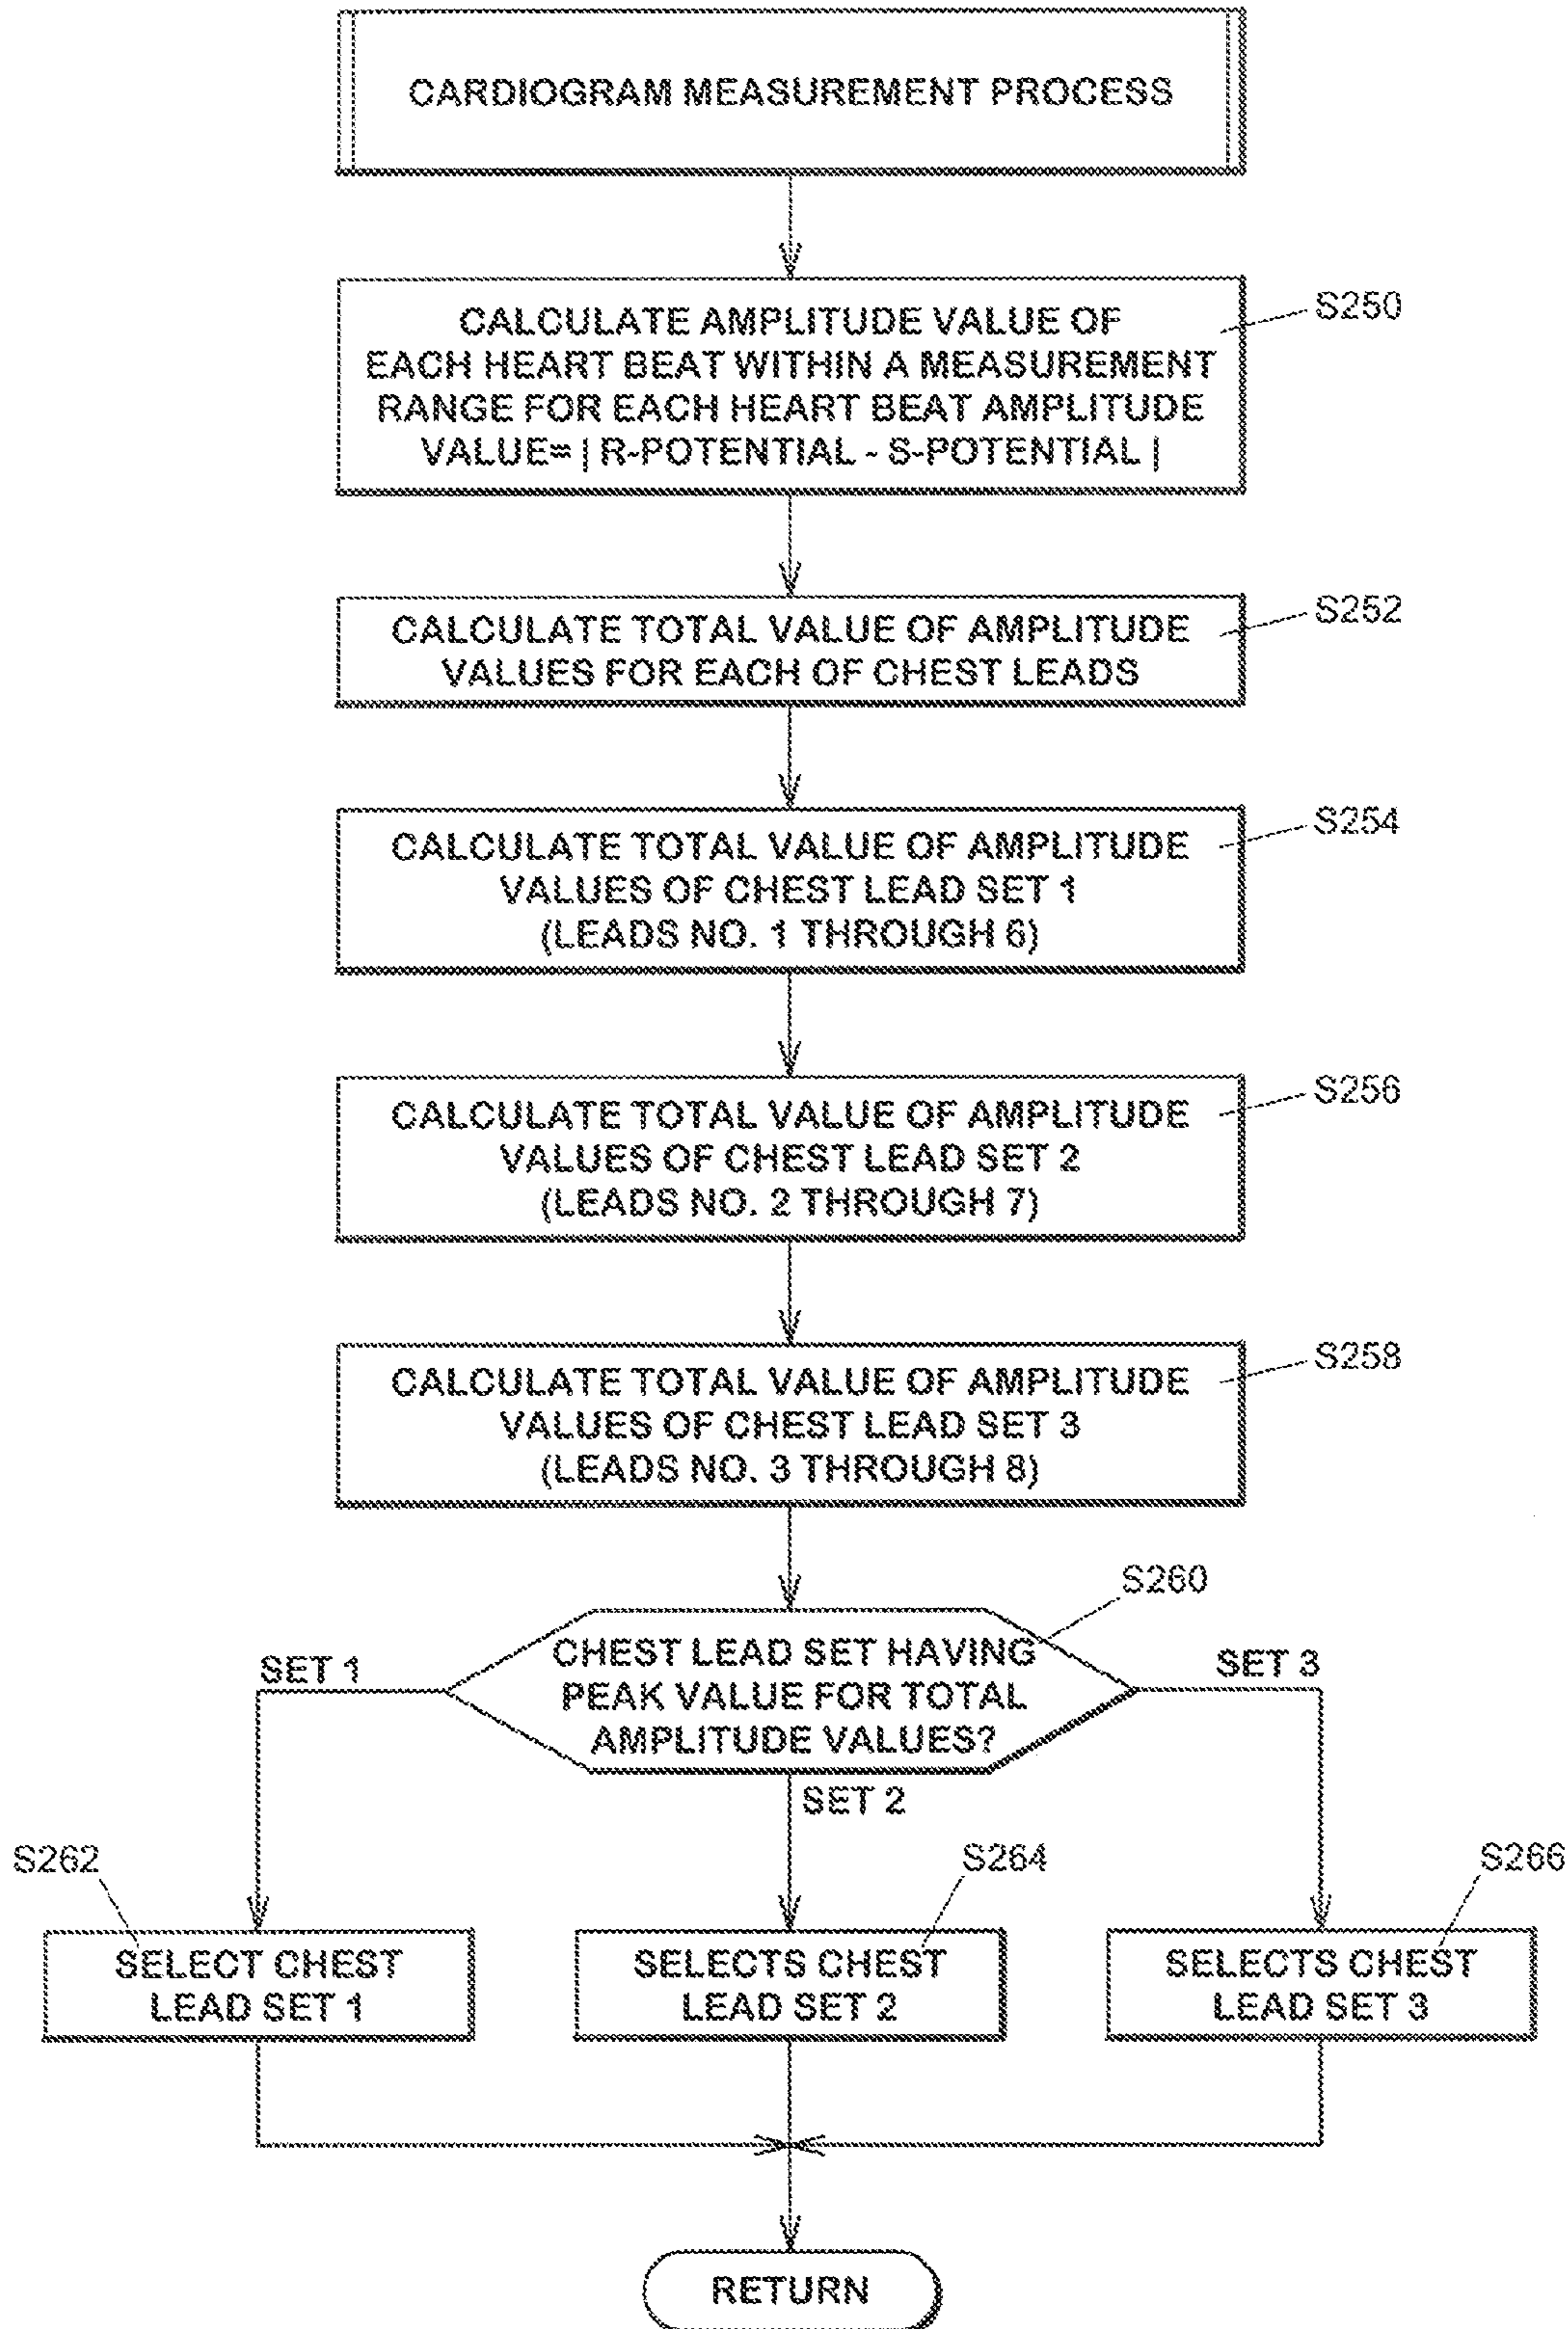 CARDIOGRAM MEASUREMENT PROCESS
S250
CALCULATE AMPLITUDE VALUE OF
EACH HEART BEAT WITHIN A MEASUREMENT
RANGE FOR EACH HEART BEAT AMPLITUDE
VALUE= | R-POTENTIAL - S-POTENTIAL |
S252
CALCULATE TOTAL VALUE OF AMPLITUDE
VALUES FOR EACH OF CHEST LEADS
S254
CALCULATE TOTAL VALUE OF AMPLITUDE
VALUES OF CHEST LEAD SET 1
(LEADS NO. 1 THROUGH 6)
S256
CALCULATE TOTAL VALUE OF AMPLITUDE
VALUES OF CHEST LEAD SET 2
(LEADS NO. 2 THROUGH 7)
S258
CALCULATE TOTAL VALUE OF AMPLITUDE
VALUES OF CHEST LEAD SET 3
(LEADS NO. 3 THROUGH 8)
S260
CHEST LEAD SET HAVING
PEAK VALUE FOR TOTAL
AMPLITUDE VALUES?
SET 1
SET 3
SET 2
S262
SELECT CHEST
LEAD SET 1
S264
SELECTS CHEST
LEAD SET 2
S266
SELECTS CHEST
LEAD SET 3
RETURN